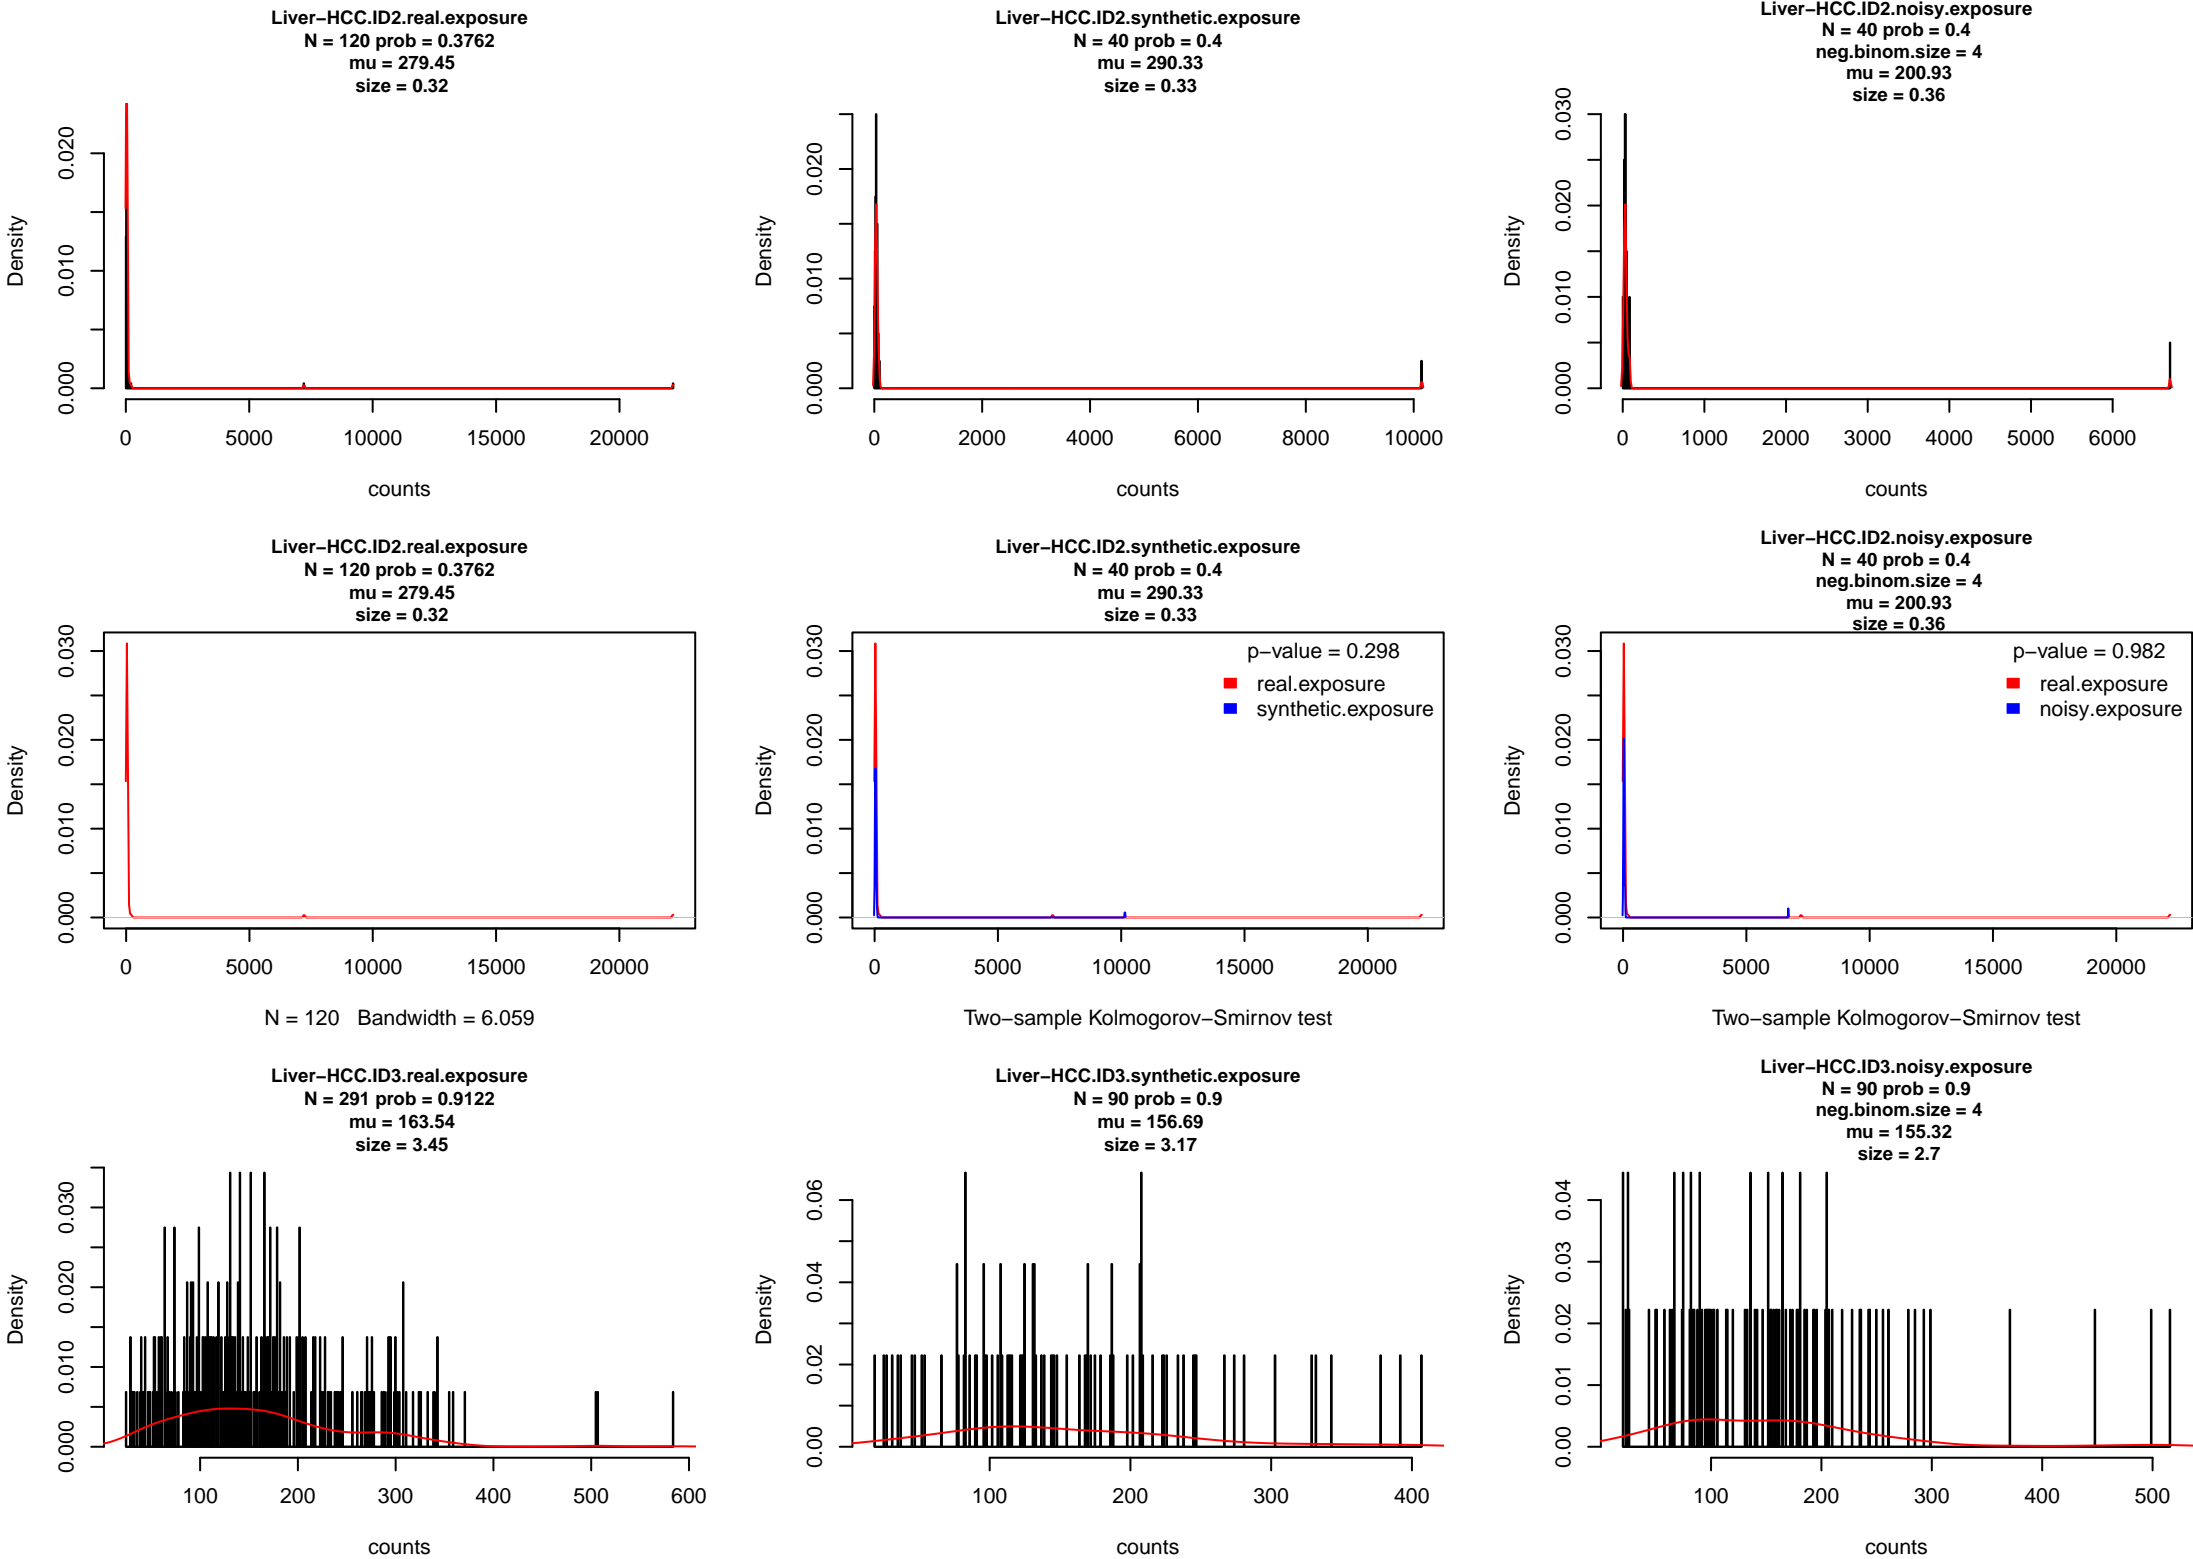 Liver−HCC.ID2.real.exposure
N = 120 prob = 0.3762
mu = 279.45
size = 0.32
Density
0.000
0.010
0.020
0
5000
10000
15000
20000
counts
Liver−HCC.ID2.synthetic.exposure
N = 40 prob = 0.4
mu = 290.33
size = 0.33
Density
0.000
0.010
0.020
0
2000
4000
6000
8000
10000
counts
Liver−HCC.ID2.noisy.exposure
N = 40 prob = 0.4
neg.binom.size = 4
mu = 200.93
size = 0.36
Density
0.000
0.010
0.020
0.030
0
1000
2000
3000
4000
5000
6000
counts
Liver−HCC.ID2.real.exposure
N = 120 prob = 0.3762
mu = 279.45
size = 0.32
Density
0.000
0.010
0.020
0.030
0
5000
10000
15000
20000
N = 120   Bandwidth = 6.059
Liver−HCC.ID2.synthetic.exposure
N = 40 prob = 0.4
mu = 290.33
size = 0.33
p−value = 0.298
real.exposure
synthetic.exposure
Density
0.000
0.010
0.020
0.030
0
5000
10000
15000
20000
Two−sample Kolmogorov−Smirnov test
Liver−HCC.ID2.noisy.exposure
N = 40 prob = 0.4
neg.binom.size = 4
mu = 200.93
size = 0.36
p−value = 0.982
real.exposure
noisy.exposure
Density
0.000
0.010
0.020
0.030
0
5000
10000
15000
20000
Two−sample Kolmogorov−Smirnov test
Liver−HCC.ID3.real.exposure
N = 291 prob = 0.9122
mu = 163.54
size = 3.45
Density
0.000
0.010
0.020
0.030
100
200
300
400
500
600
counts
Liver−HCC.ID3.synthetic.exposure
N = 90 prob = 0.9
mu = 156.69
size = 3.17
Density
0.00
0.02
0.04
0.06
100
200
300
400
counts
Liver−HCC.ID3.noisy.exposure
N = 90 prob = 0.9
neg.binom.size = 4
mu = 155.32
size = 2.7
Density
0.00
0.01
0.02
0.03
0.04
100
200
300
400
500
counts